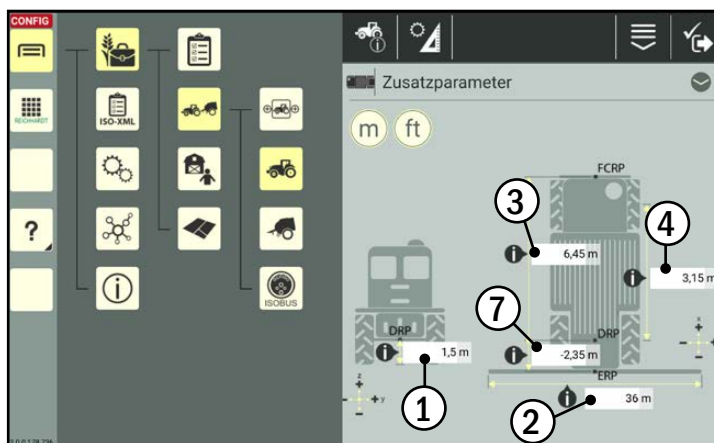 CONFIG
ISO-XML
REICHARDT
?
ISOBUS
Zusatzparameter
m
ft
FCRP
3
6,45 m
4
3,15 m
7
DRP
DRP
1,5 m
-2,35 m
ERP
1
36 m
2
z
y
x